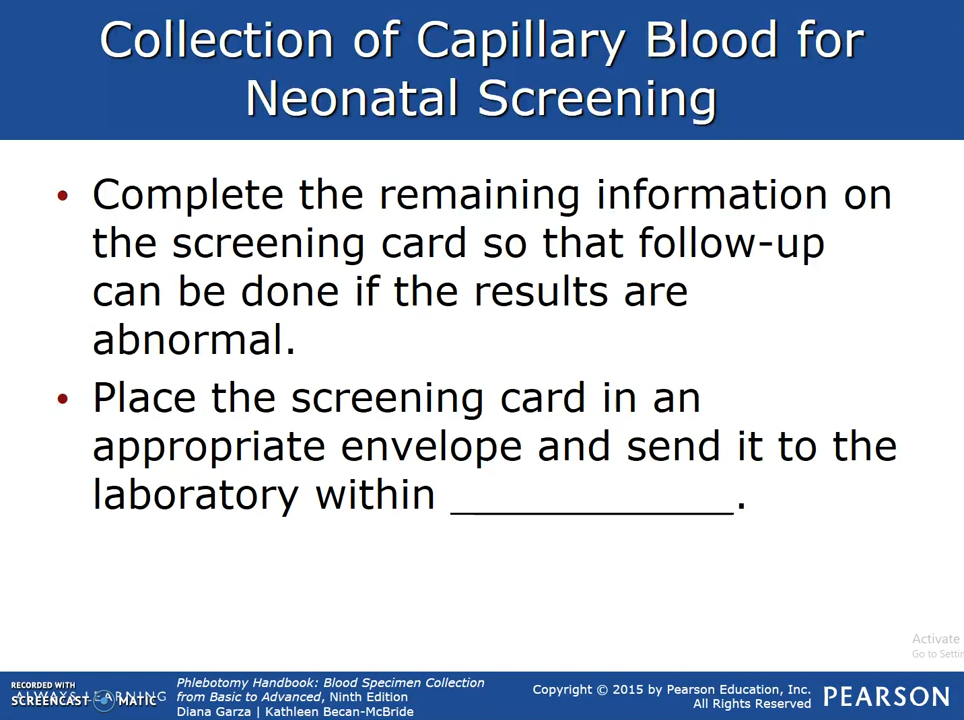 Collection of Capillary Blood for
Neonatal Screening
• Complete the remaining information on
the screening card so that follow-up
can be done if the results are
abnormal.
• Place the screening card in an
appropriate envelope and send it to the
laboratory within ____________.
Activate
Go to Settin
RECORDED WITH
SCREENCAST MATIC
ALWAYS LEARNING
Phlebotomy Handbook: Blood Specimen Collection
from Basic to Advanced, Ninth Edition
Diana Garza | Kathleen Becan-McBride
Copyright © 2015 by Pearson Education, Inc.
All Rights Reserved
PEARSON